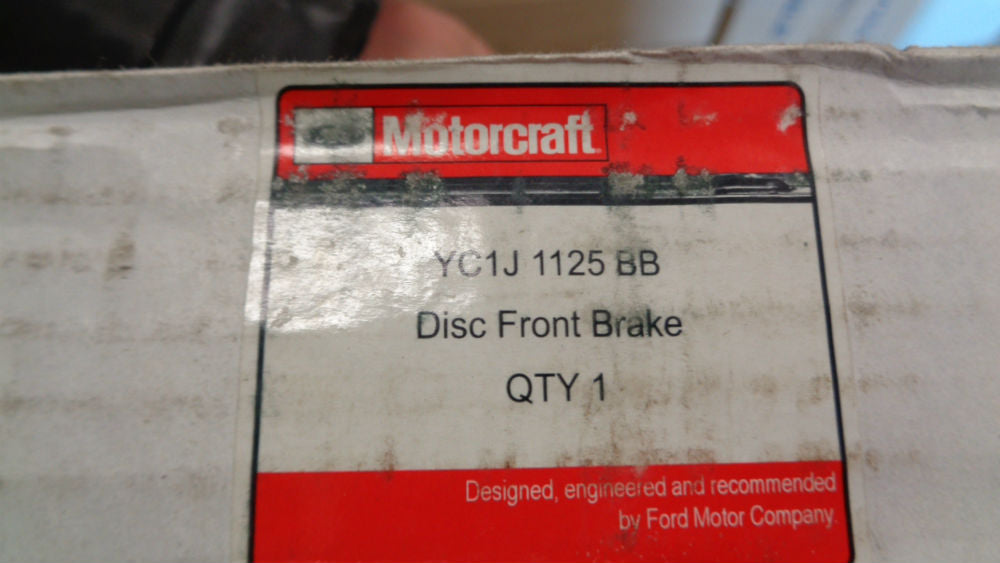 Motorcraft
YC1J 1125 BB
Disc Front Brake
QTY 1
Designed, engineered and recommended
by Ford Motor Company.